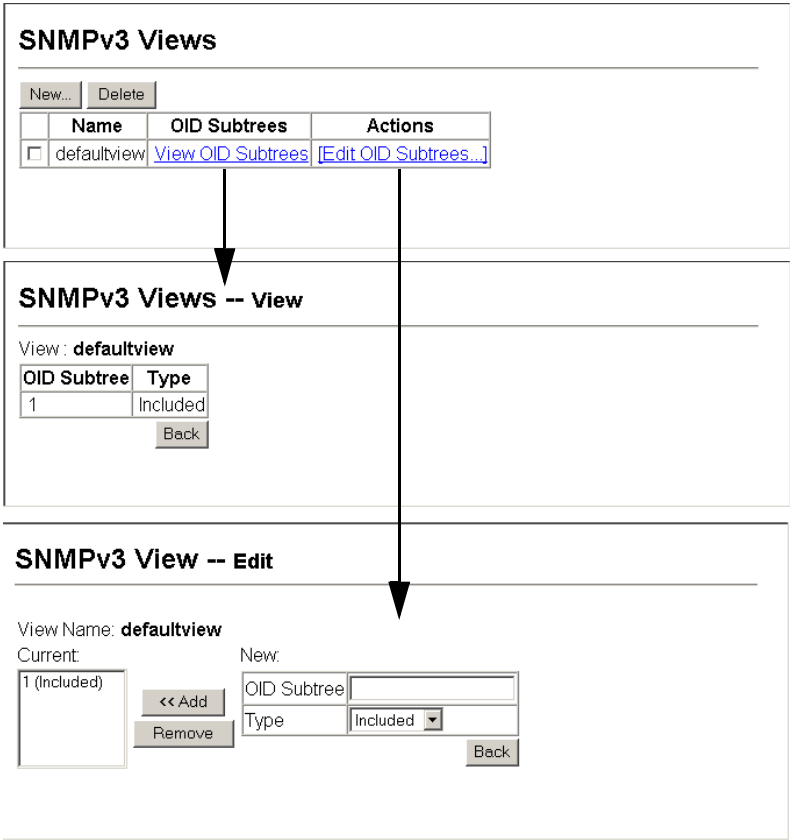 SNMPv3 Views
New... Delete
Name OID Subtrees Actions
defaultview View OID Subtrees [Edit OID Subtrees...]
SNMPv3 Views -- View
View : defaultview
OID Subtree Type
1 Included
Back
SNMPv3 View -- Edit
View Name: defaultview
Current: New:
1 (Included)
OID Subtree
<< Add
Type Included
Remove
Back